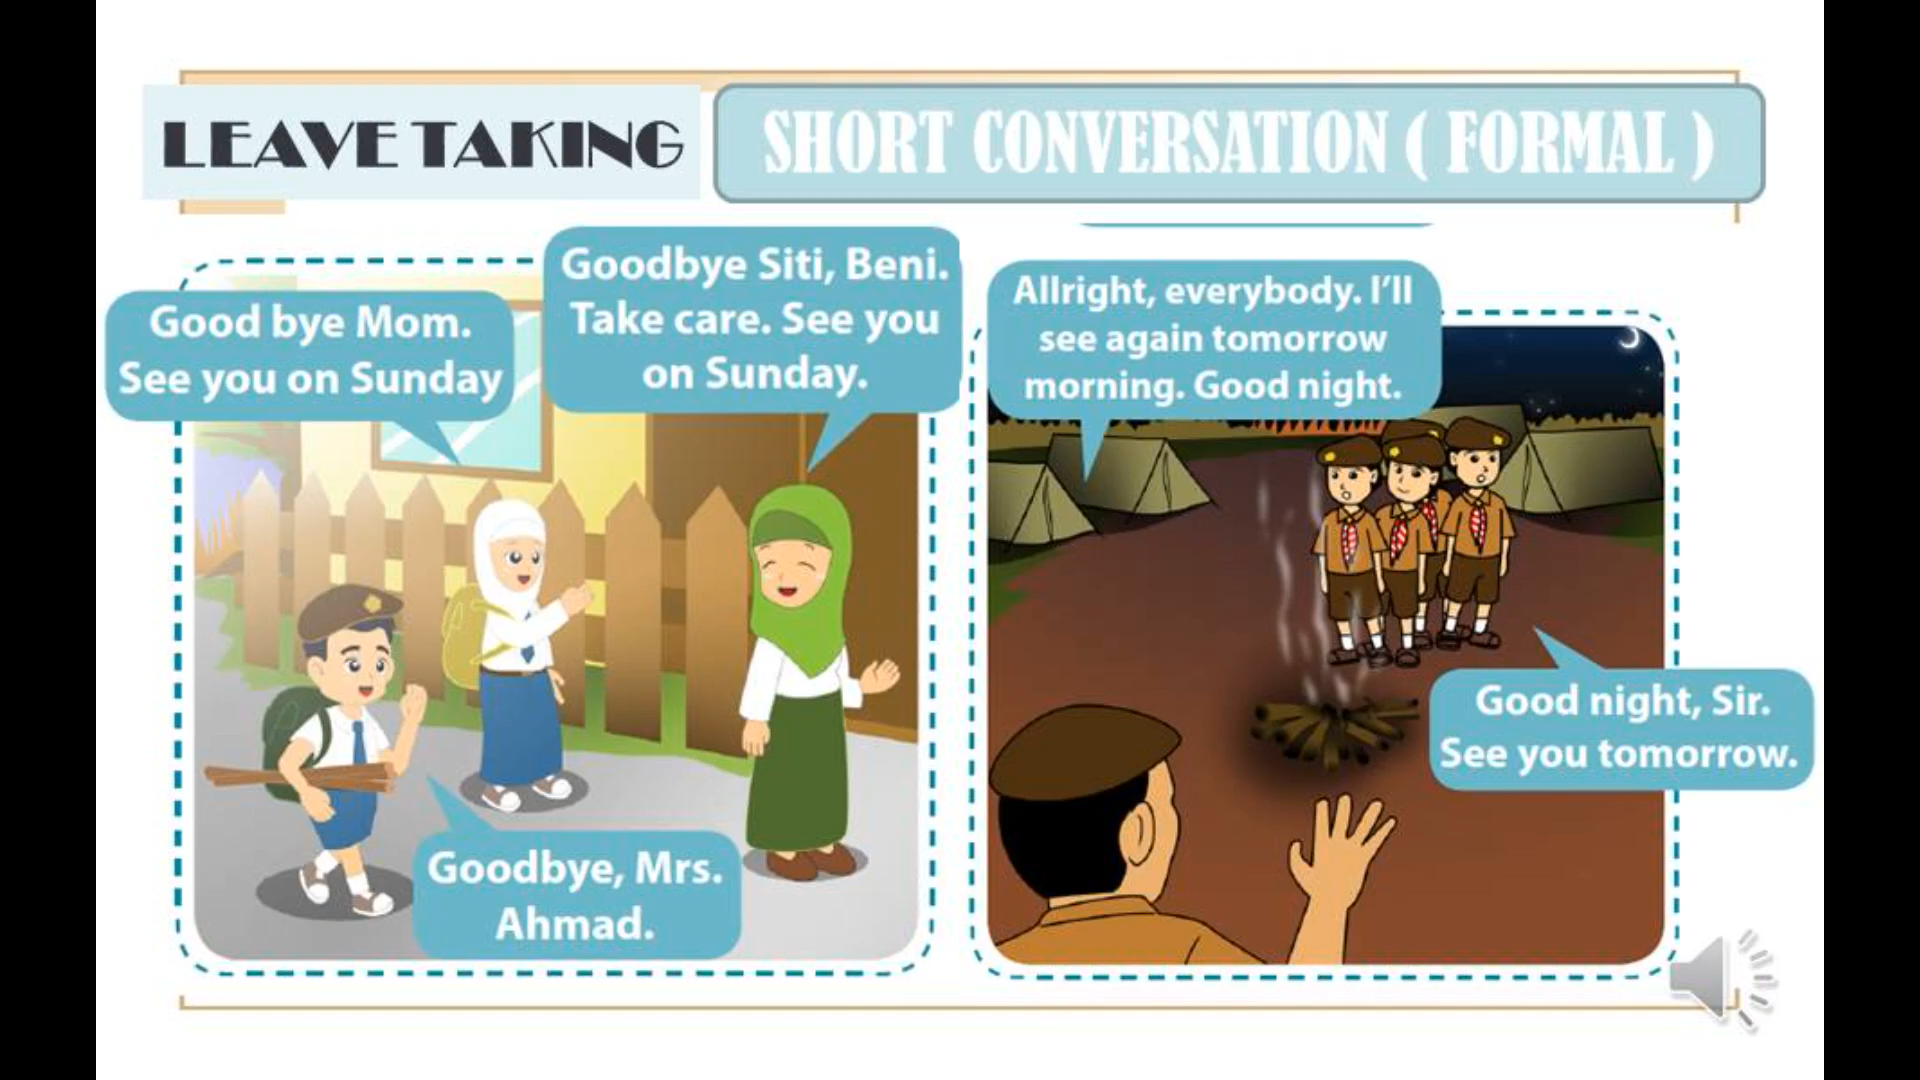 LEAVE TAKING
SHORT CONVERSATION ( FORMAL )
Good bye Mom.
See you on Sunday
Goodbye Siti, Beni.
Take care. See you
on Sunday.
Goodbye, Mrs.
Ahmad.
Allright, everybody. I'll
see again tomorrow
morning. Good night.
Good night, Sir.
See you tomorrow.